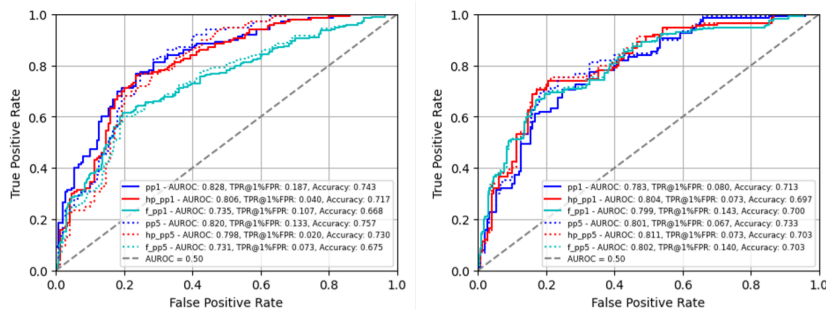 1.0
0.8
0.6
0.4
0.2
0.0
True Positive Rate
pp1 - AUROC: 0.828, TPR@1%FPR: 0.187, Accuracy: 0.743
hp_pp1 - AUROC: 0.806, TPR@1%FPR: 0.040, Accuracy: 0.717
f_pp1 - AUROC: 0.735, TPR@1%FPR: 0.107, Accuracy: 0.668
pp5 - AUROC: 0.820, TPR@1%FPR: 0.133, Accuracy: 0.757
hp_pp5 - AUROC: 0.798, TPR@1%FPR: 0.020, Accuracy: 0.730
f_pp5 - AUROC: 0.731, TPR@1%FPR: 0.073, Accuracy: 0.675
AUROC = 0.50
0.0 0.2 0.4 0.6 0.8 1.0
False Positive Rate
1.0
0.8
0.6
0.4
0.2
0.0
True Positive Rate
pp1 - AUROC: 0.783, TPR@1%FPR: 0.080, Accuracy: 0.713
hp_pp1 - AUROC: 0.804, TPR@1%FPR: 0.073, Accuracy: 0.697
f_pp1 - AUROC: 0.799, TPR@1%FPR: 0.143, Accuracy: 0.700
pp5 - AUROC: 0.801, TPR@1%FPR: 0.067, Accuracy: 0.733
hp_pp5 - AUROC: 0.811, TPR@1%FPR: 0.073, Accuracy: 0.703
f_pp5 - AUROC: 0.802, TPR@1%FPR: 0.140, Accuracy: 0.703
AUROC = 0.50
0.0 0.2 0.4 0.6 0.8 1.0
False Positive Rate